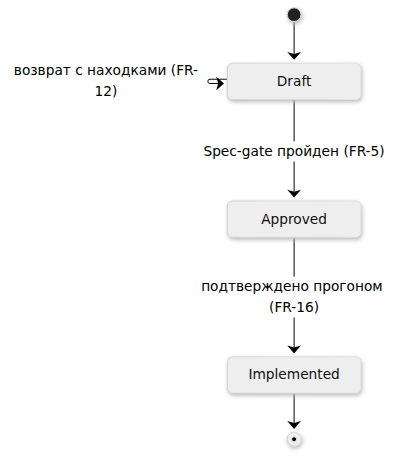 возврат с находками (FR-
12)
Draft
Spec-gate пройден (FR-5)
Approved
подтверждено прогоном
(FR-16)
Implemented